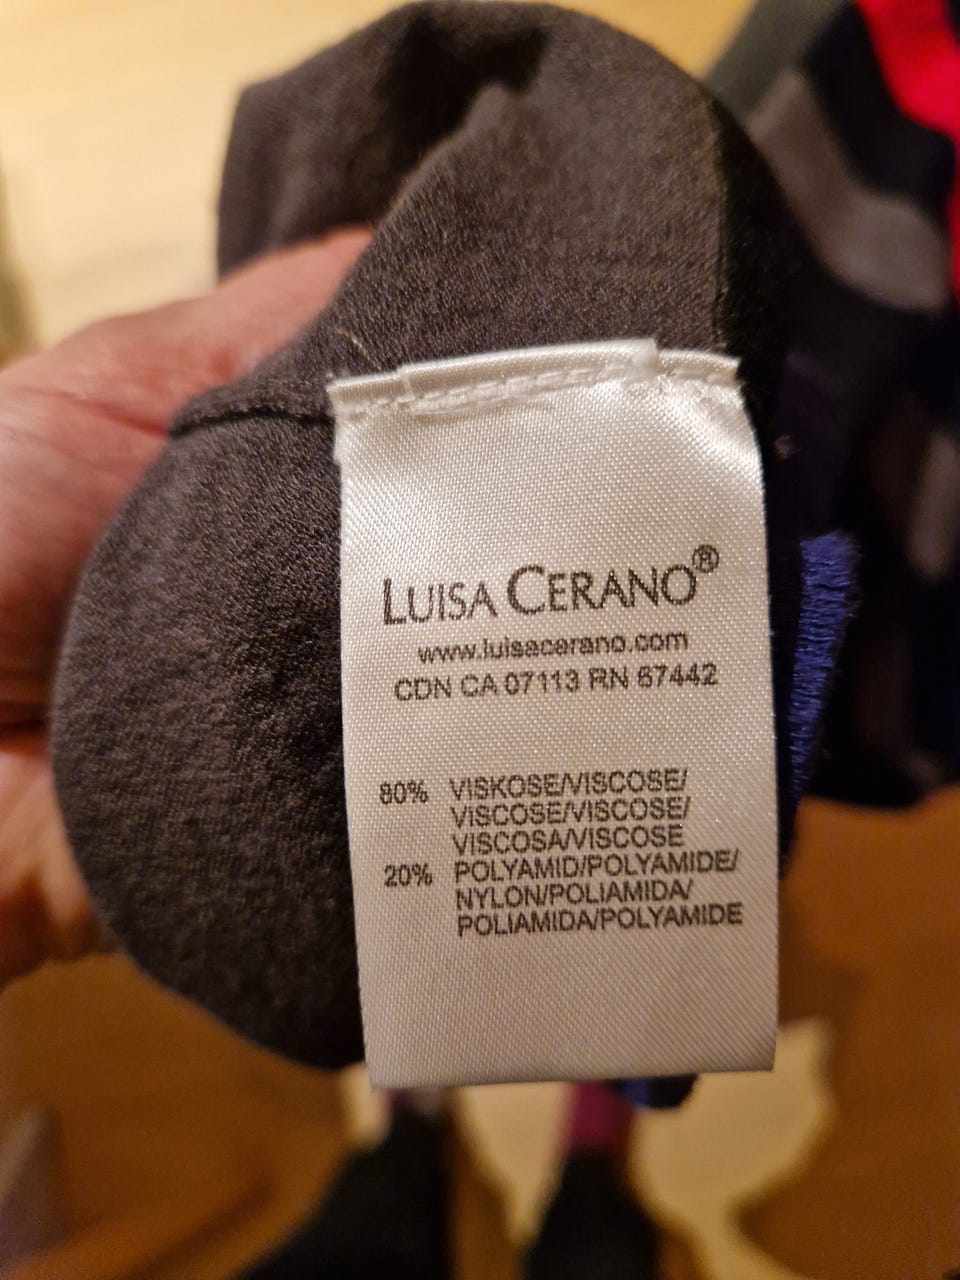 LUISA CERANO®
www.luisacerano.com
CDN CA 07113 RN 67442
80% VISKOSE/VISCOSE/
VISCOSE/VISCOSE/
VISCOSA/VISCOSE
20% POLYAMID/POLYAMIDE/
NYLON/POLIAMIDA/
POLIAMIDA/POLYAMIDE